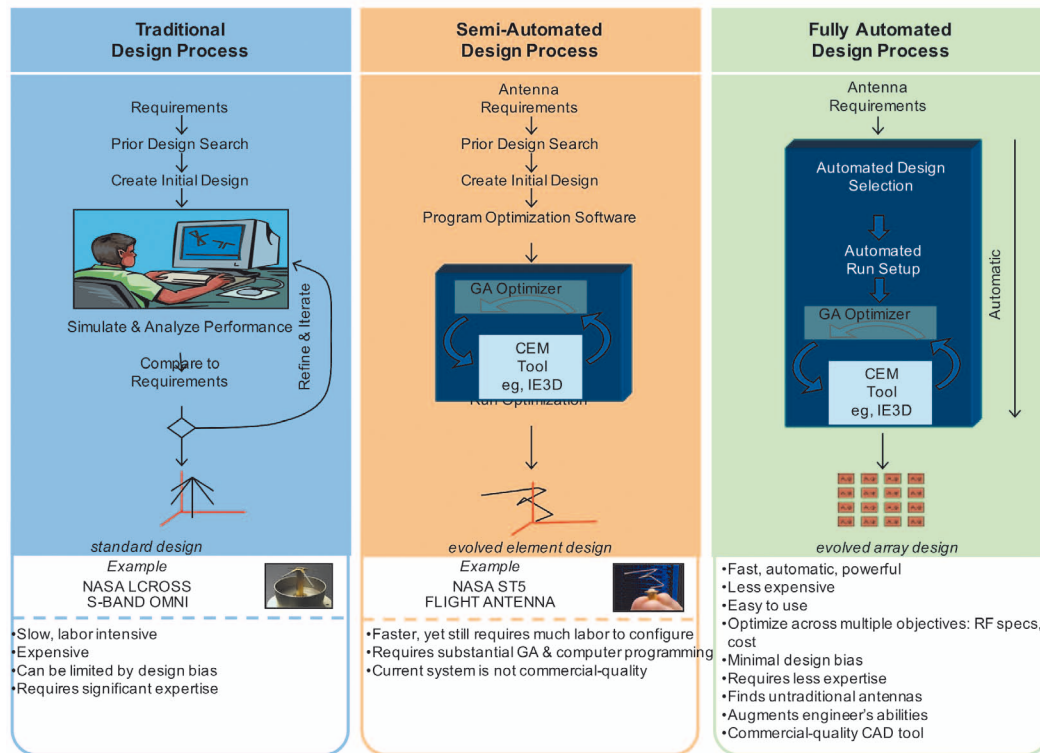 Traditional
Design Process
Requirements
Prior Design Search
Create Initial Design
Simulate & Analyze Performance
Refine & Iterate
Compare to
Requirements
standard design
Example
NASA LCROSS
S-BAND OMNI
•Slow, labor intensive
•Expensive
•Can be limited by design bias
•Requires significant expertise
Semi-Automated
Design Process
Antenna
Requirements
Prior Design Search
Create Initial Design
Program Optimization Software
GA Optimizer
CEM
Tool
eg, IE3D
Run Optimization
evolved element design
Example
NASA ST5
FLIGHT ANTENNA
•Faster, yet still requires much labor to configure
•Requires substantial GA & computer programming
•Current system is not commercial-quality
Fully Automated
Design Process
Antenna
Requirements
Automated Design
Selection
Automated
Run Setup
GA Optimizer
CEM
Tool
eg, IE3D
Automatic
evolved array design
•Fast, automatic, powerful
•Less expensive
•Easy to use
•Optimize across multiple objectives: RF specs,
cost
•Minimal design bias
•Requires less expertise
•Finds untraditional antennas
•Augments engineer's abilities
•Commercial-quality CAD tool